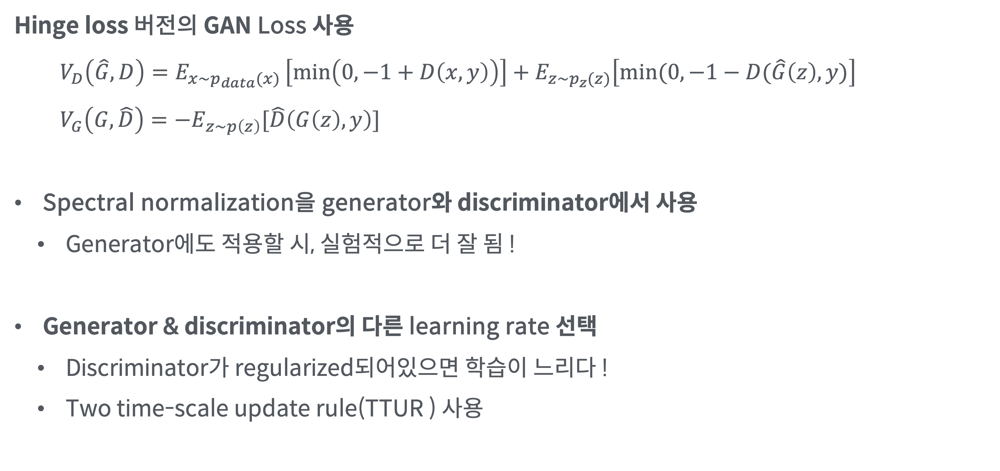 Hinge loss 버전의 GAN Loss 사용
$V_D(\hat{G}, D) = E_{x \sim p_{data}(x)} [\min(0, -1 + D(x, y))] + E_{z \sim p_z(z)} [\min(0, -1 - D(\hat{G}(z), y)]$
$V_G(G, \hat{D}) = -E_{z \sim p(z)} [\hat{D}(G(z), y)]$
• Spectral normalization을 generator와 discriminator에서 사용
• Generator에도 적용할 시, 실험적으로 더 잘 됨 !
• Generator & discriminator의 다른 learning rate 선택
• Discriminator가 regularized되어있으면 학습이 느리다 !
• Two time-scale update rule(TTUR ) 사용